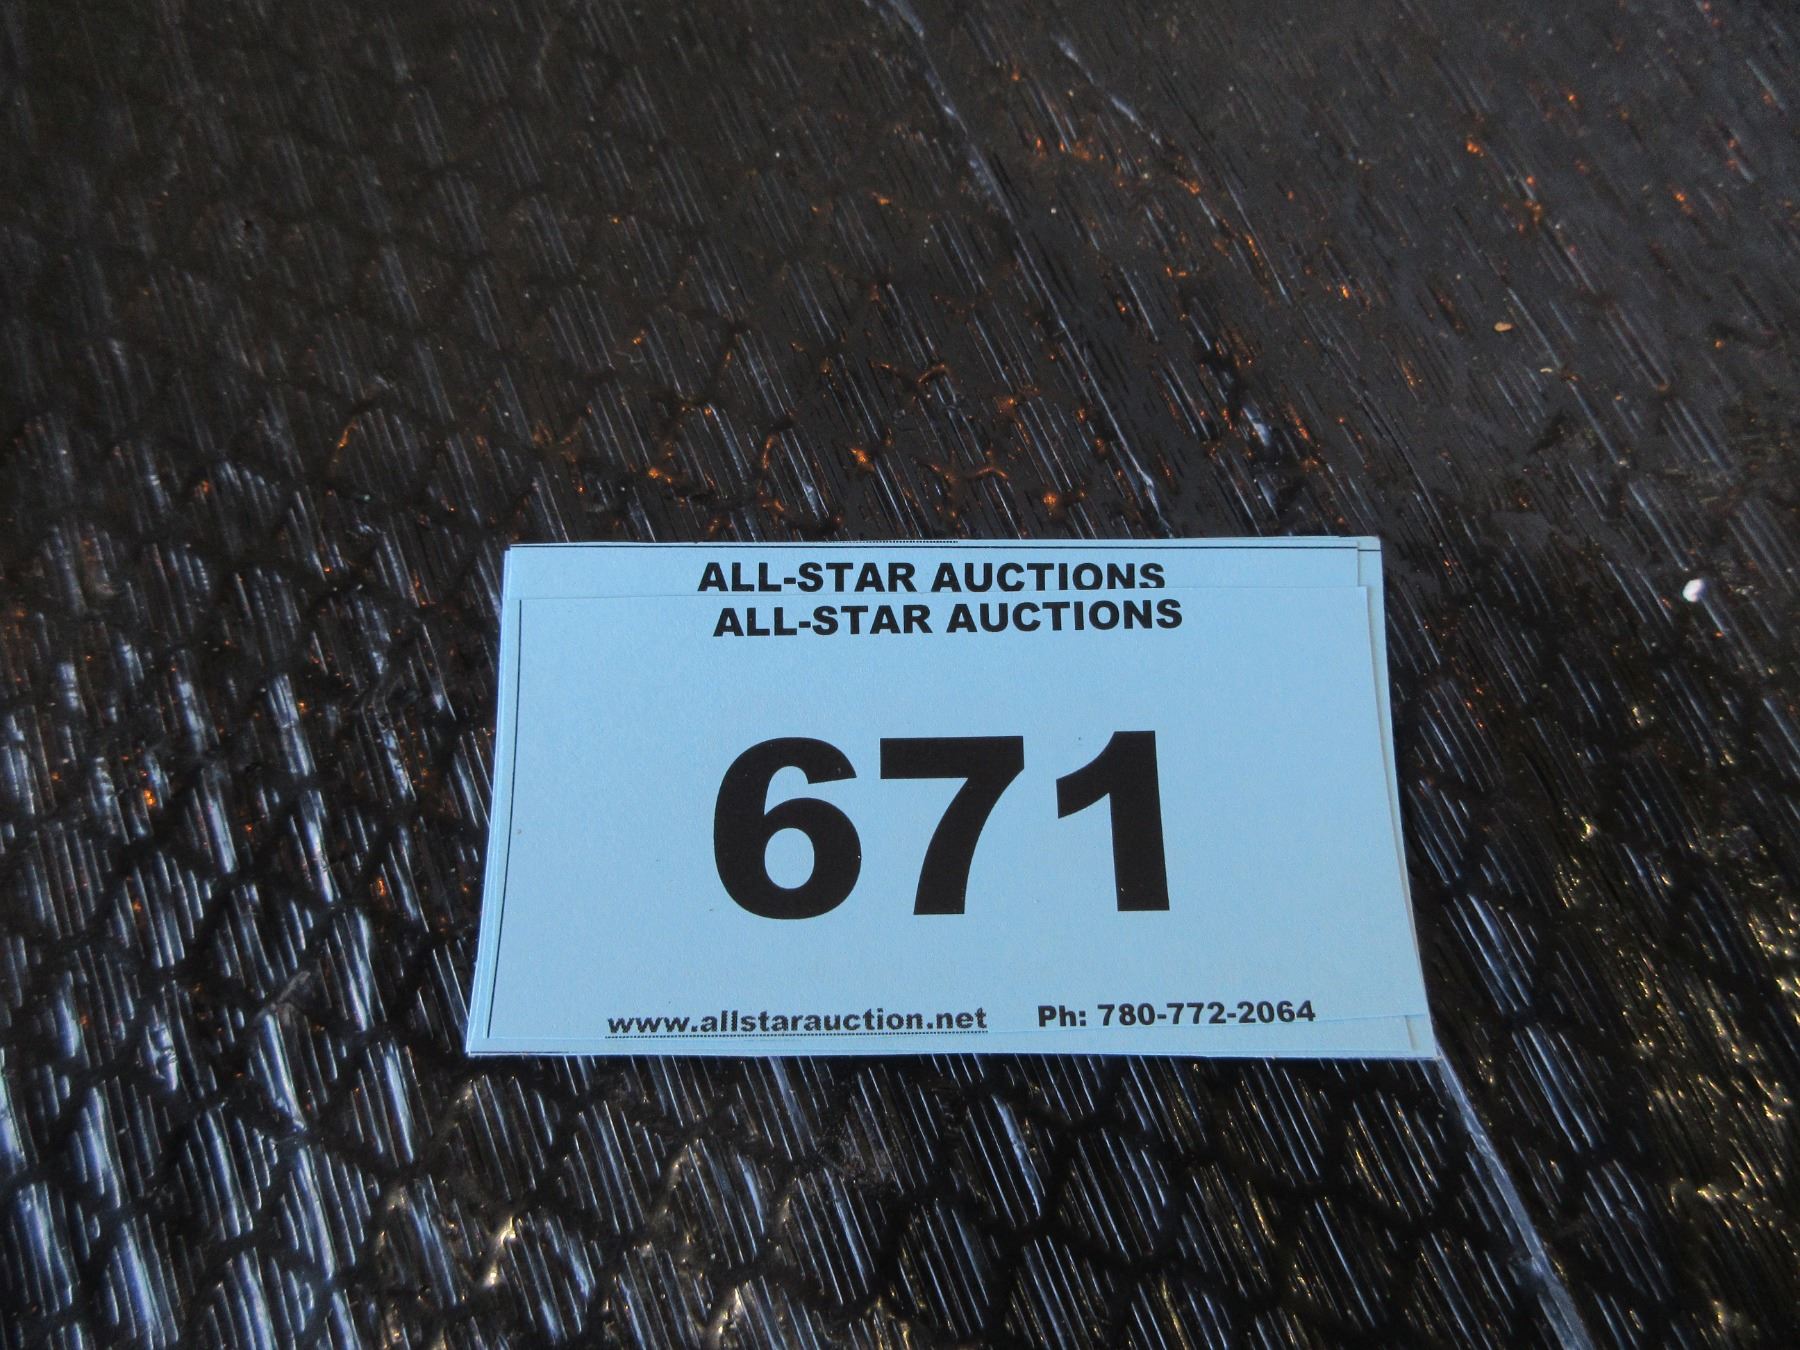 ALL-STAR AUCTIONS
ALL-STAR AUCTIONS
671
www.allstarauction.net Ph: 780-772-2064